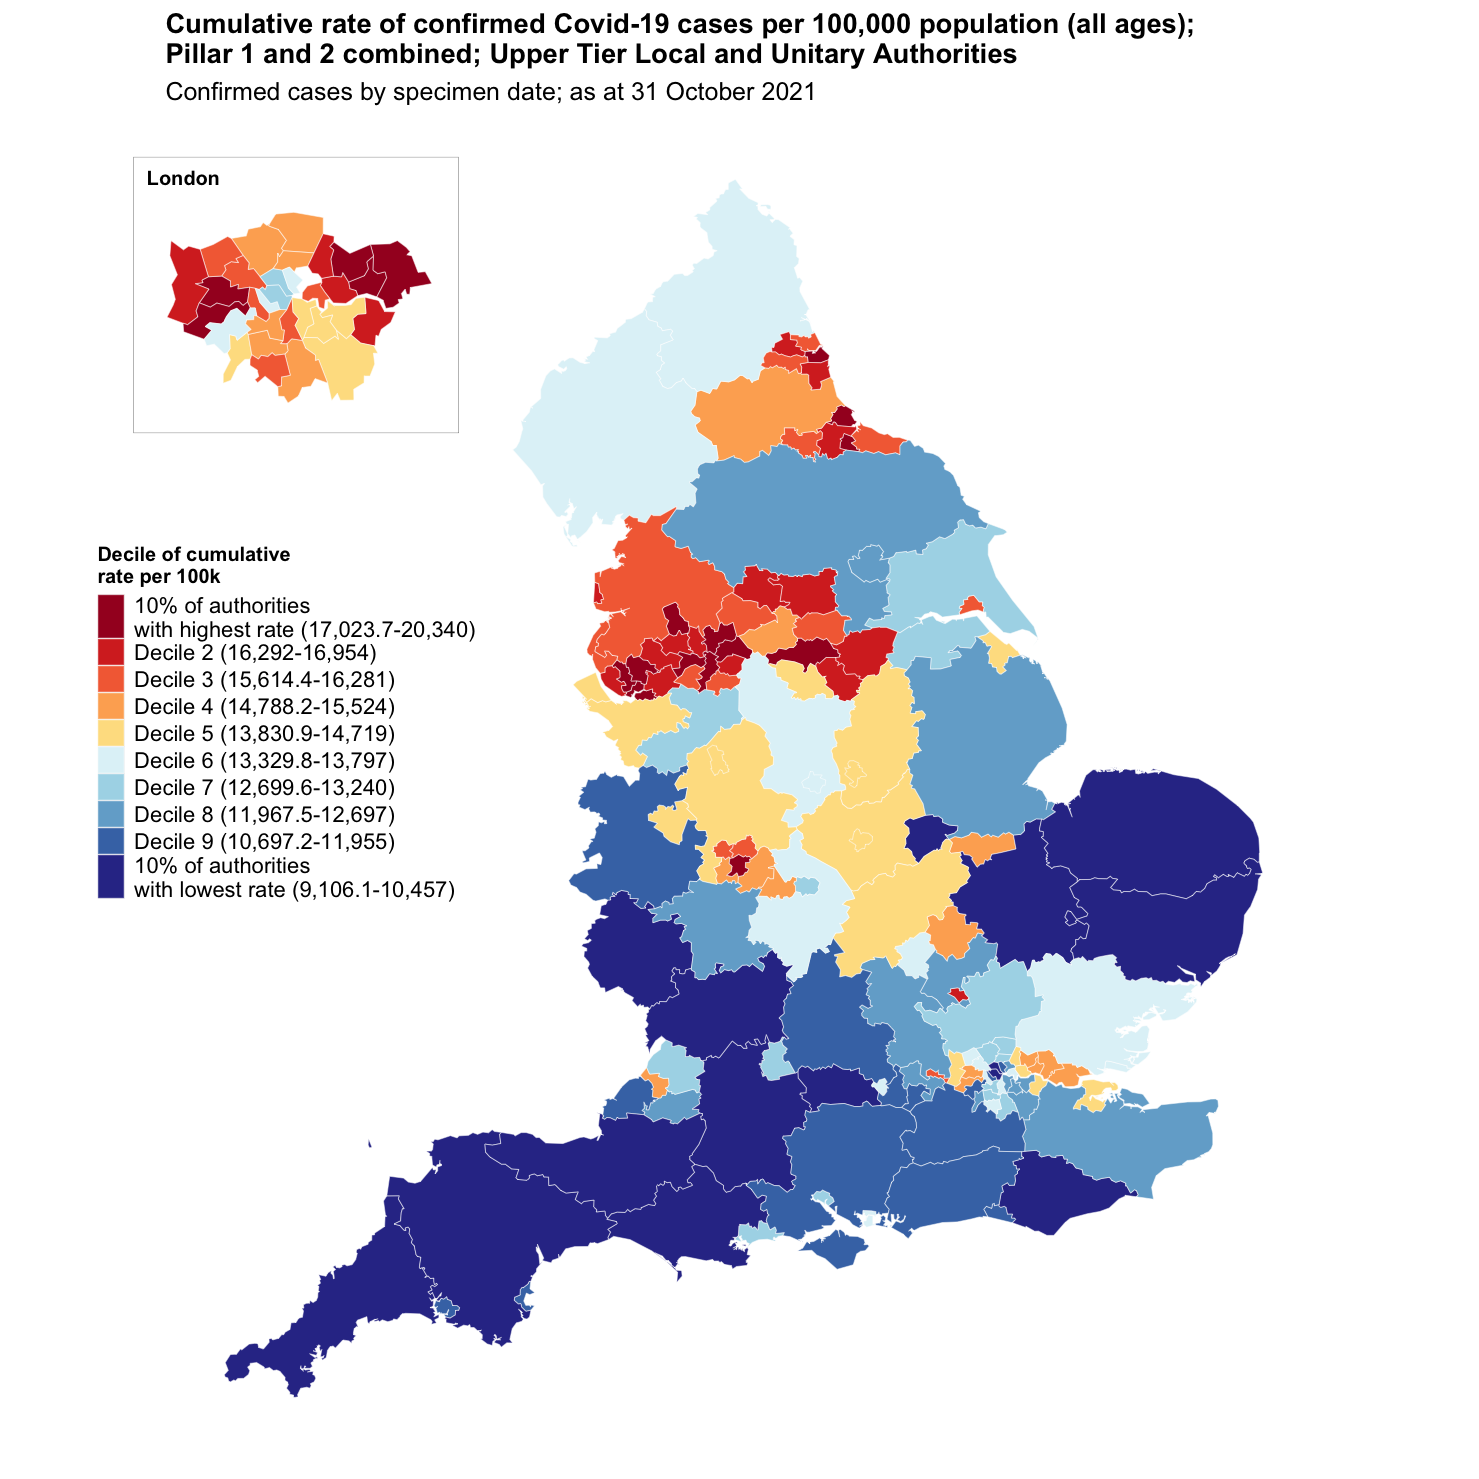 Cumulative rate of confirmed Covid-19 cases per 100,000 population (all ages);
Pillar 1 and 2 combined; Upper Tier Local and Unitary Authorities
Confirmed cases by specimen date; as at 31 October 2021
London
Decile of cumulative
rate per 100k
10% of authorities
with highest rate (17,023.7-20,340)
Decile 2 (16,292-16,954)
Decile 3 (15,614.4-16,281)
Decile 4 (14,788.2-15,524)
Decile 5 (13,830.9-14,719)
Decile 6 (13,329.8-13,797)
Decile 7 (12,699.6-13,240)
Decile 8 (11,967.5-12,697)
Decile 9 (10,697.2-11,955)
10% of authorities
with lowest rate (9,106.1-10,457)